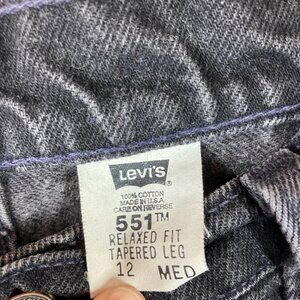 LEVI'S®
100% COTTON
MADE IN U.S.A.
CARE ON REVERSE
551™
RELAXED FIT
TAPERED LEG
12 MED